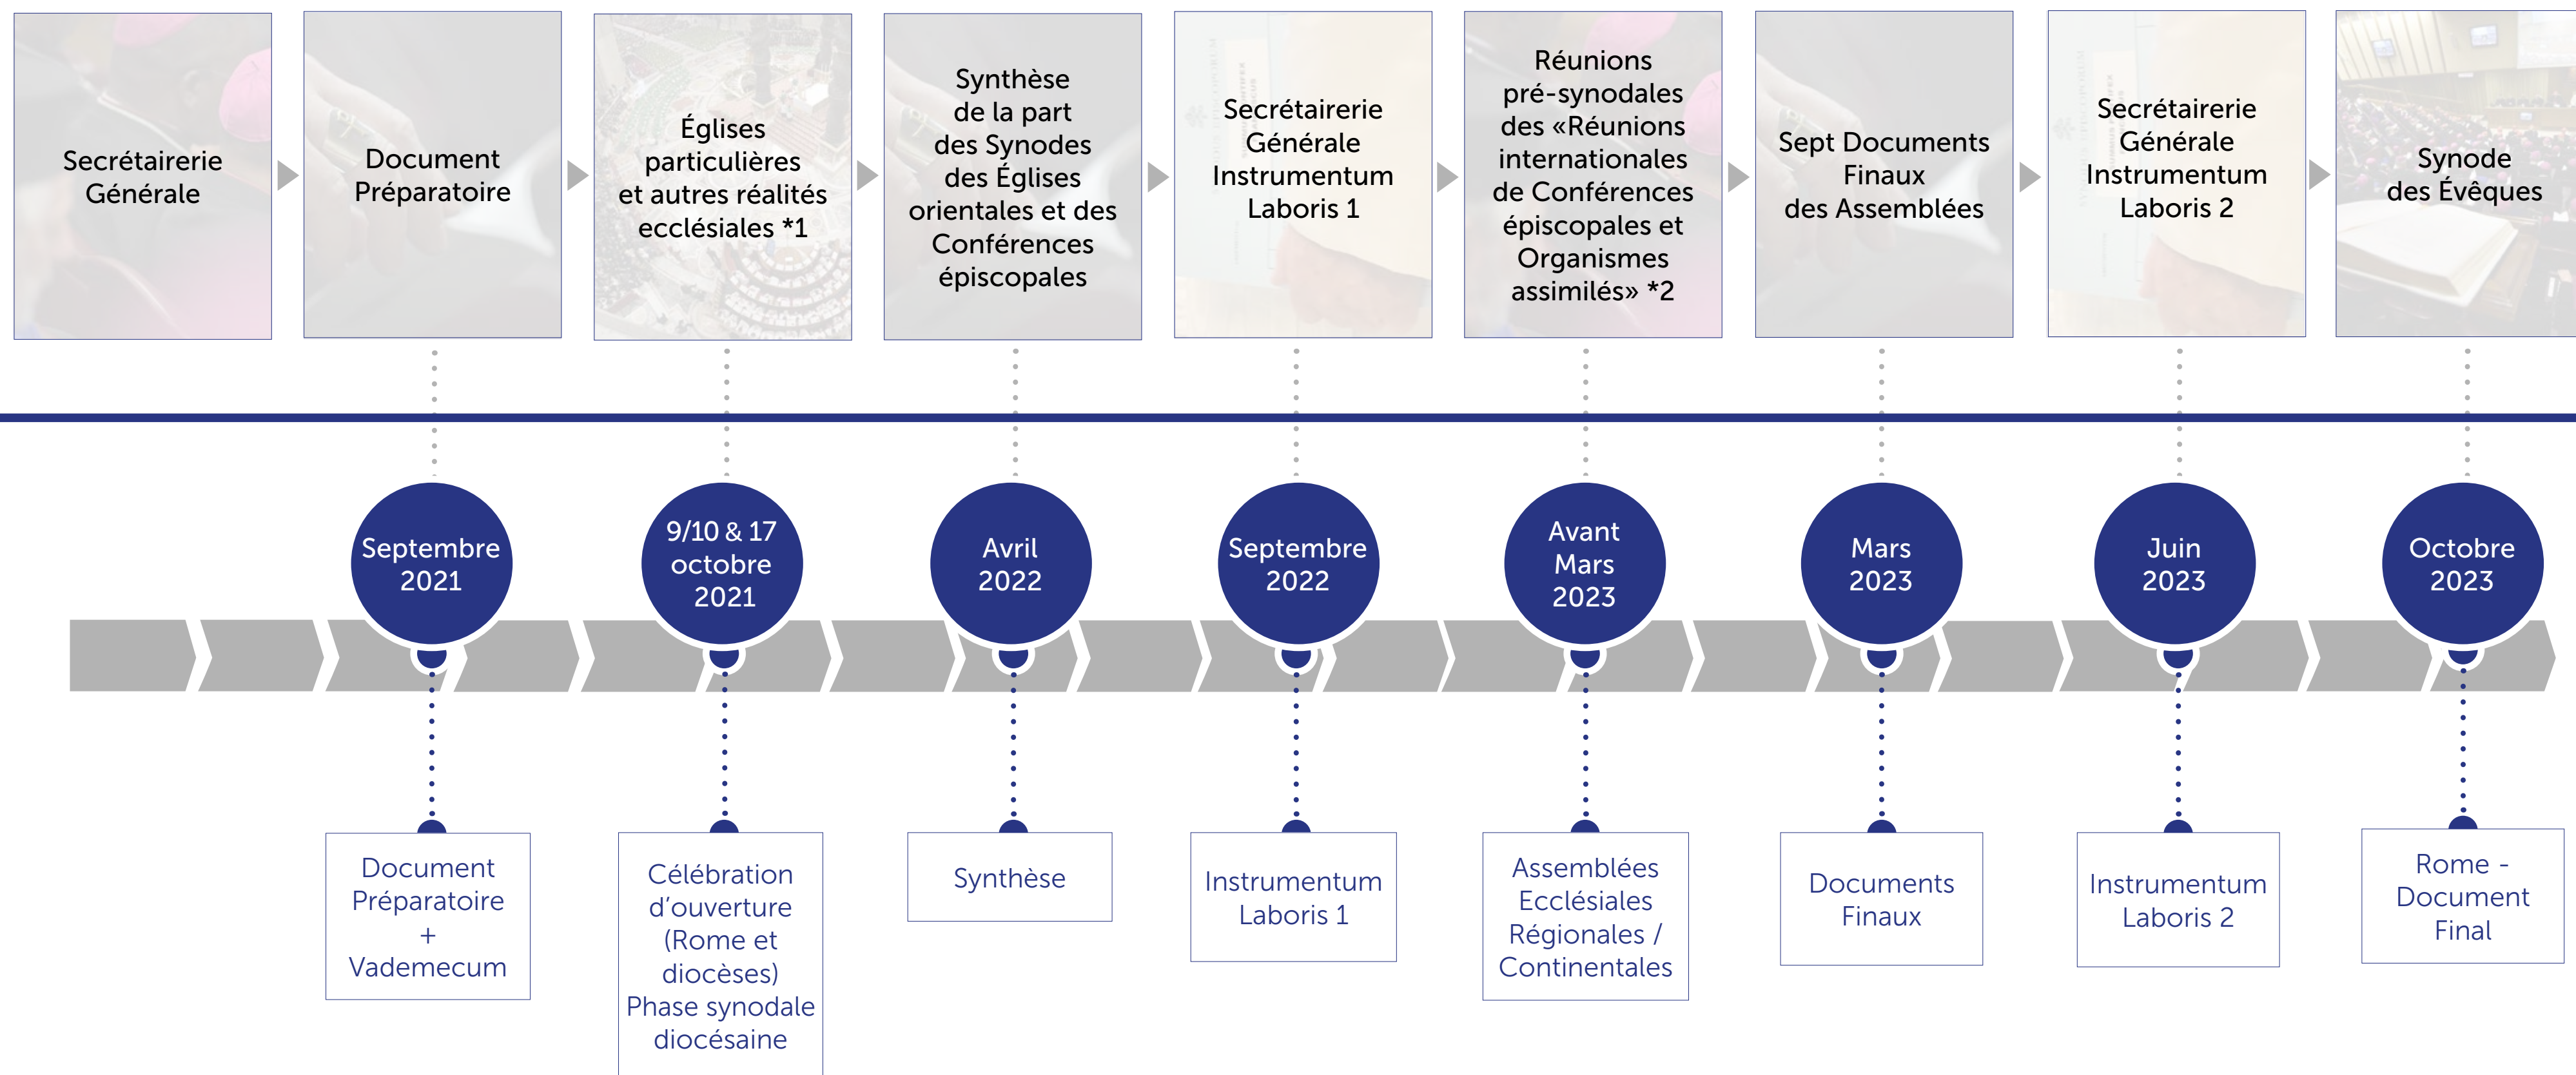 Secrétairerie
Générale
Document
Préparatoire
Églises
particulières
et autres réalités
ecclésiales *1
Synthèse
de la part
des Synodes
des Églises
orientales et des
Conférences
épiscopales
Secrétairerie
Générale
Instrumentum
Laboris 1
Réunions
pré-synodales
des «Réunions
internationales
de Conférences
épiscopales et
Organismes
assimilés» *2
Sept Documents
Finaux
des Assemblées
Secrétairerie
Générale
Instrumentum
Laboris 2
Synode
des Évêques
Septembre
2021
9/10 & 17
octobre
2021
Avril
2022
Septembre
2022
Avant
Mars
2023
Mars
2023
Juin
2023
Octobre
2023
Document
Préparatoire
+
Vademecum
Célébration
d’ouverture
(Rome et
diocèses)
Phase synodale
diocésaine
Synthèse
Instrumentum
Laboris 1
Assemblées
Ecclésiales
Régionales /
Continentales
Documents
Finaux
Instrumentum
Laboris 2
Rome -
Document
Final